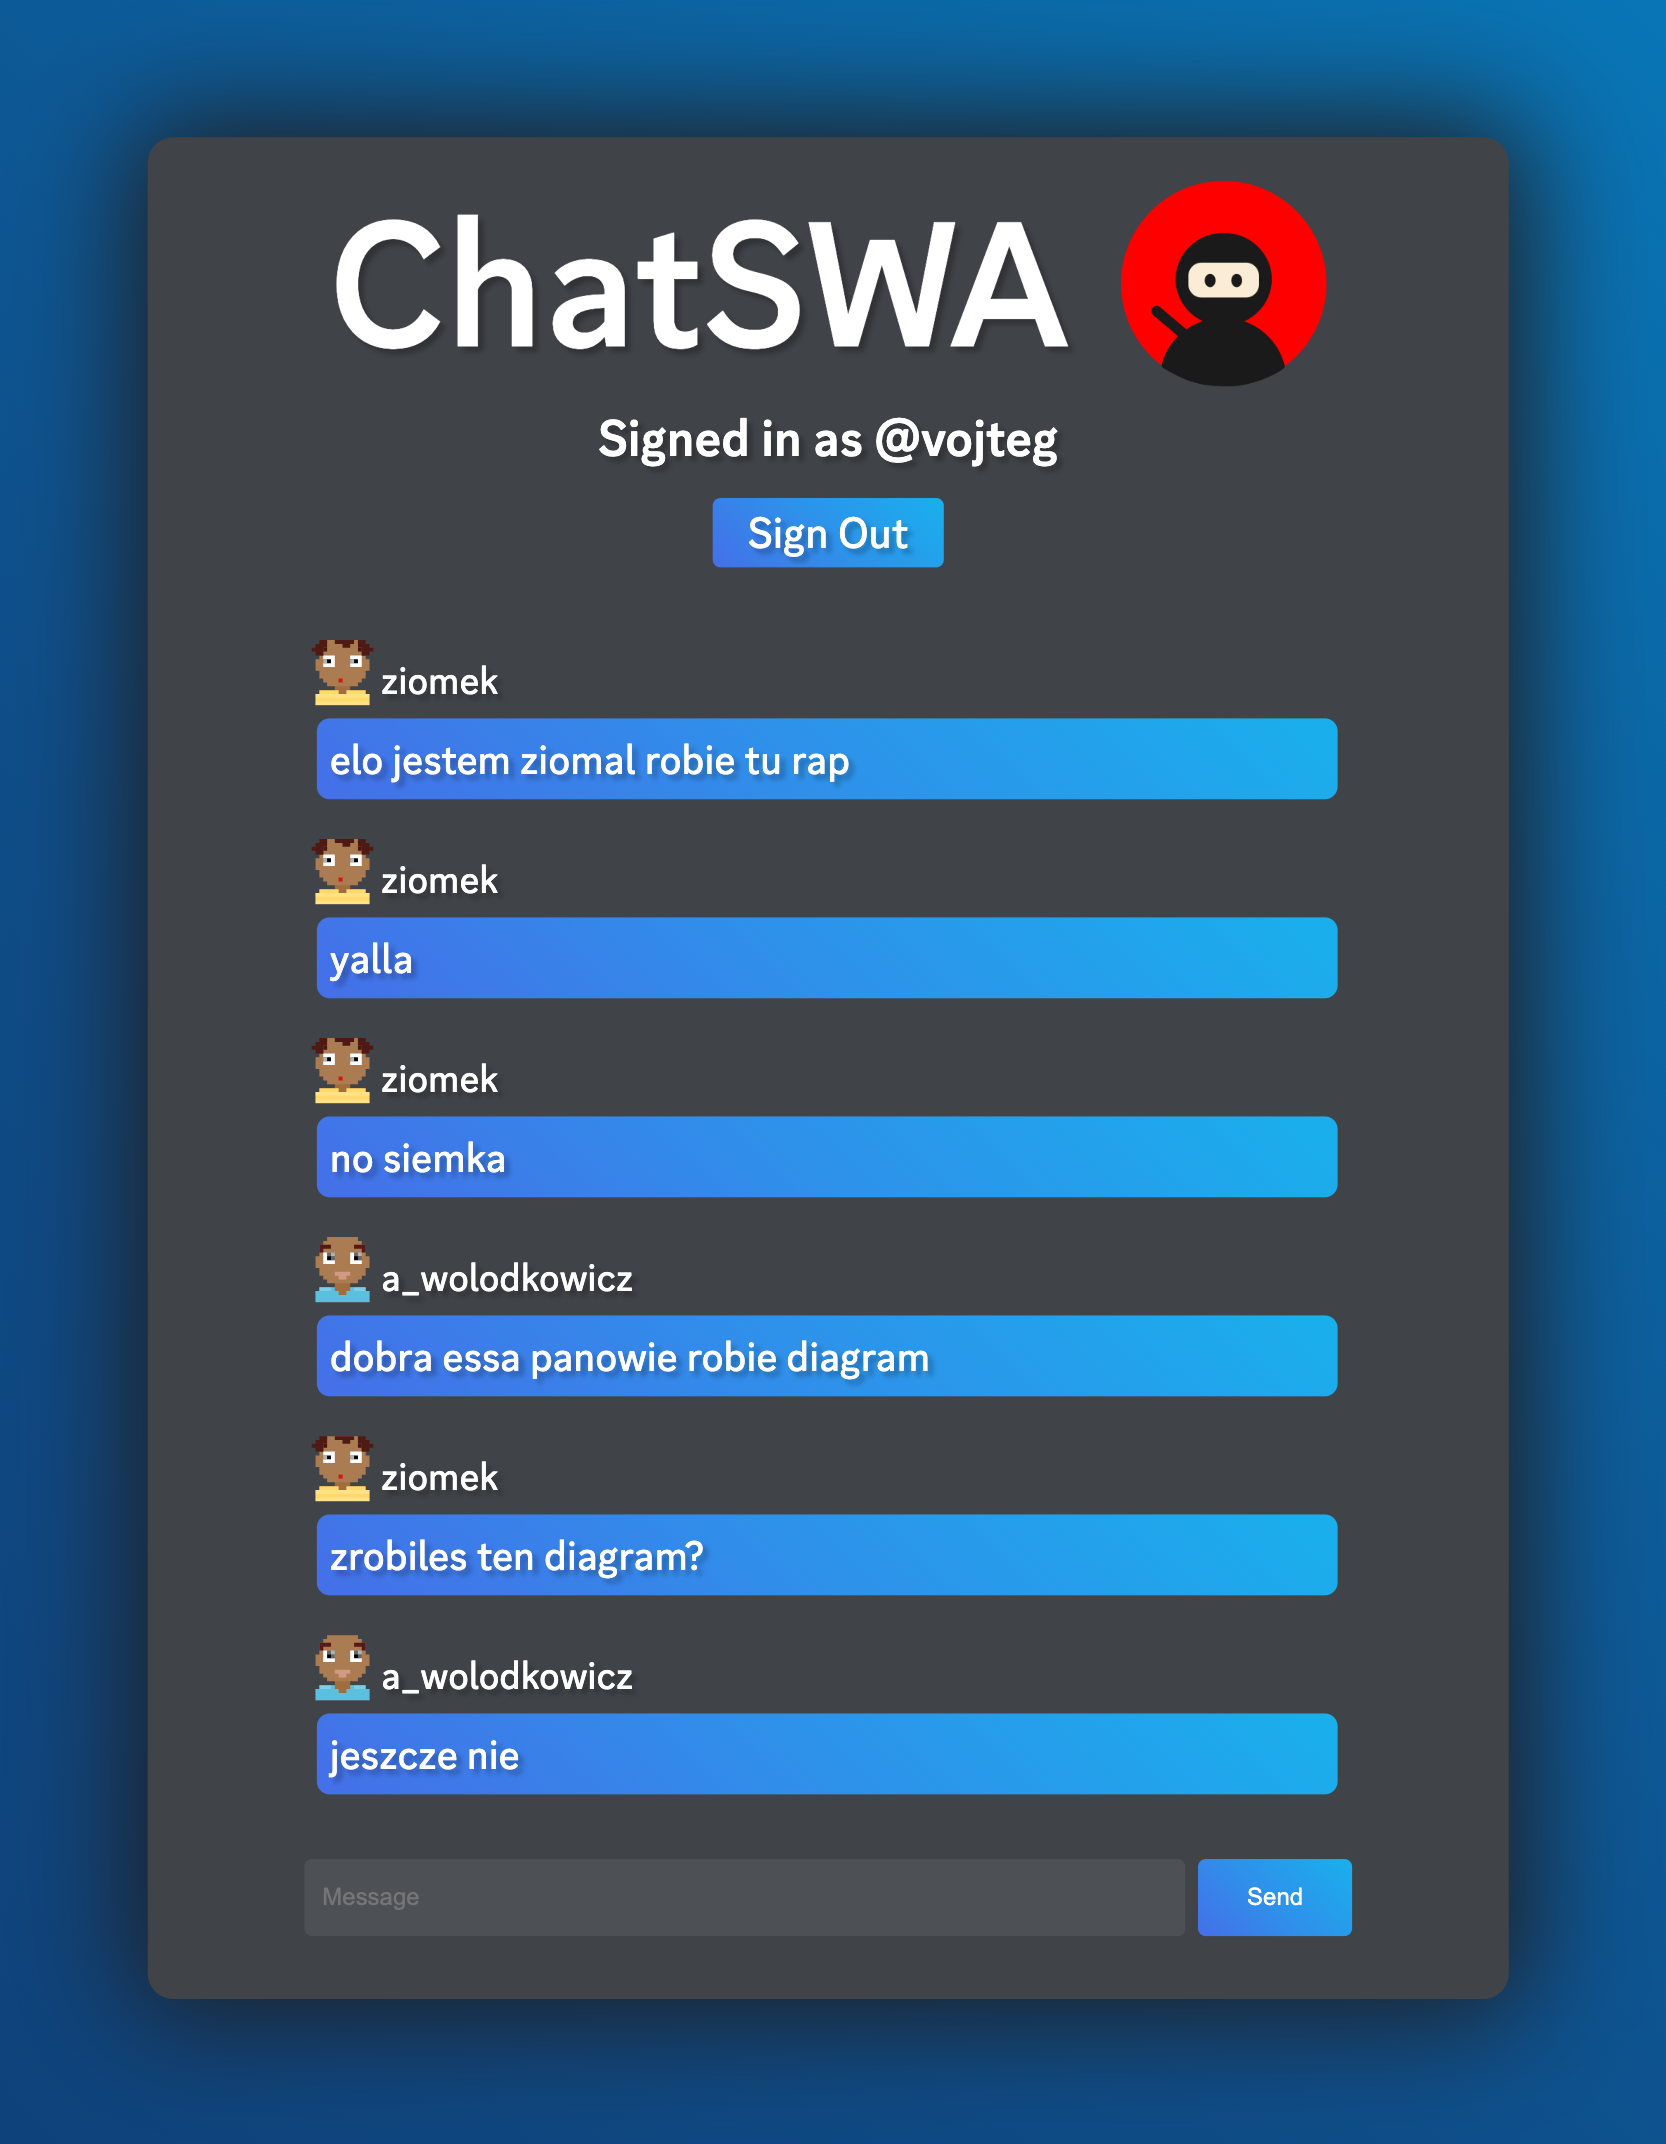 ChatSWA
Signed in as @vojteg
Sign Out
ziomek
elo jestem ziomal robie tu rap
ziomek
yalla
ziomek
no siemka
a_wolodkowicz
dobra essa panowie robie diagram
ziomek
zrobiles ten diagram?
a_wolodkowicz
jeszcze nie
Message
Send